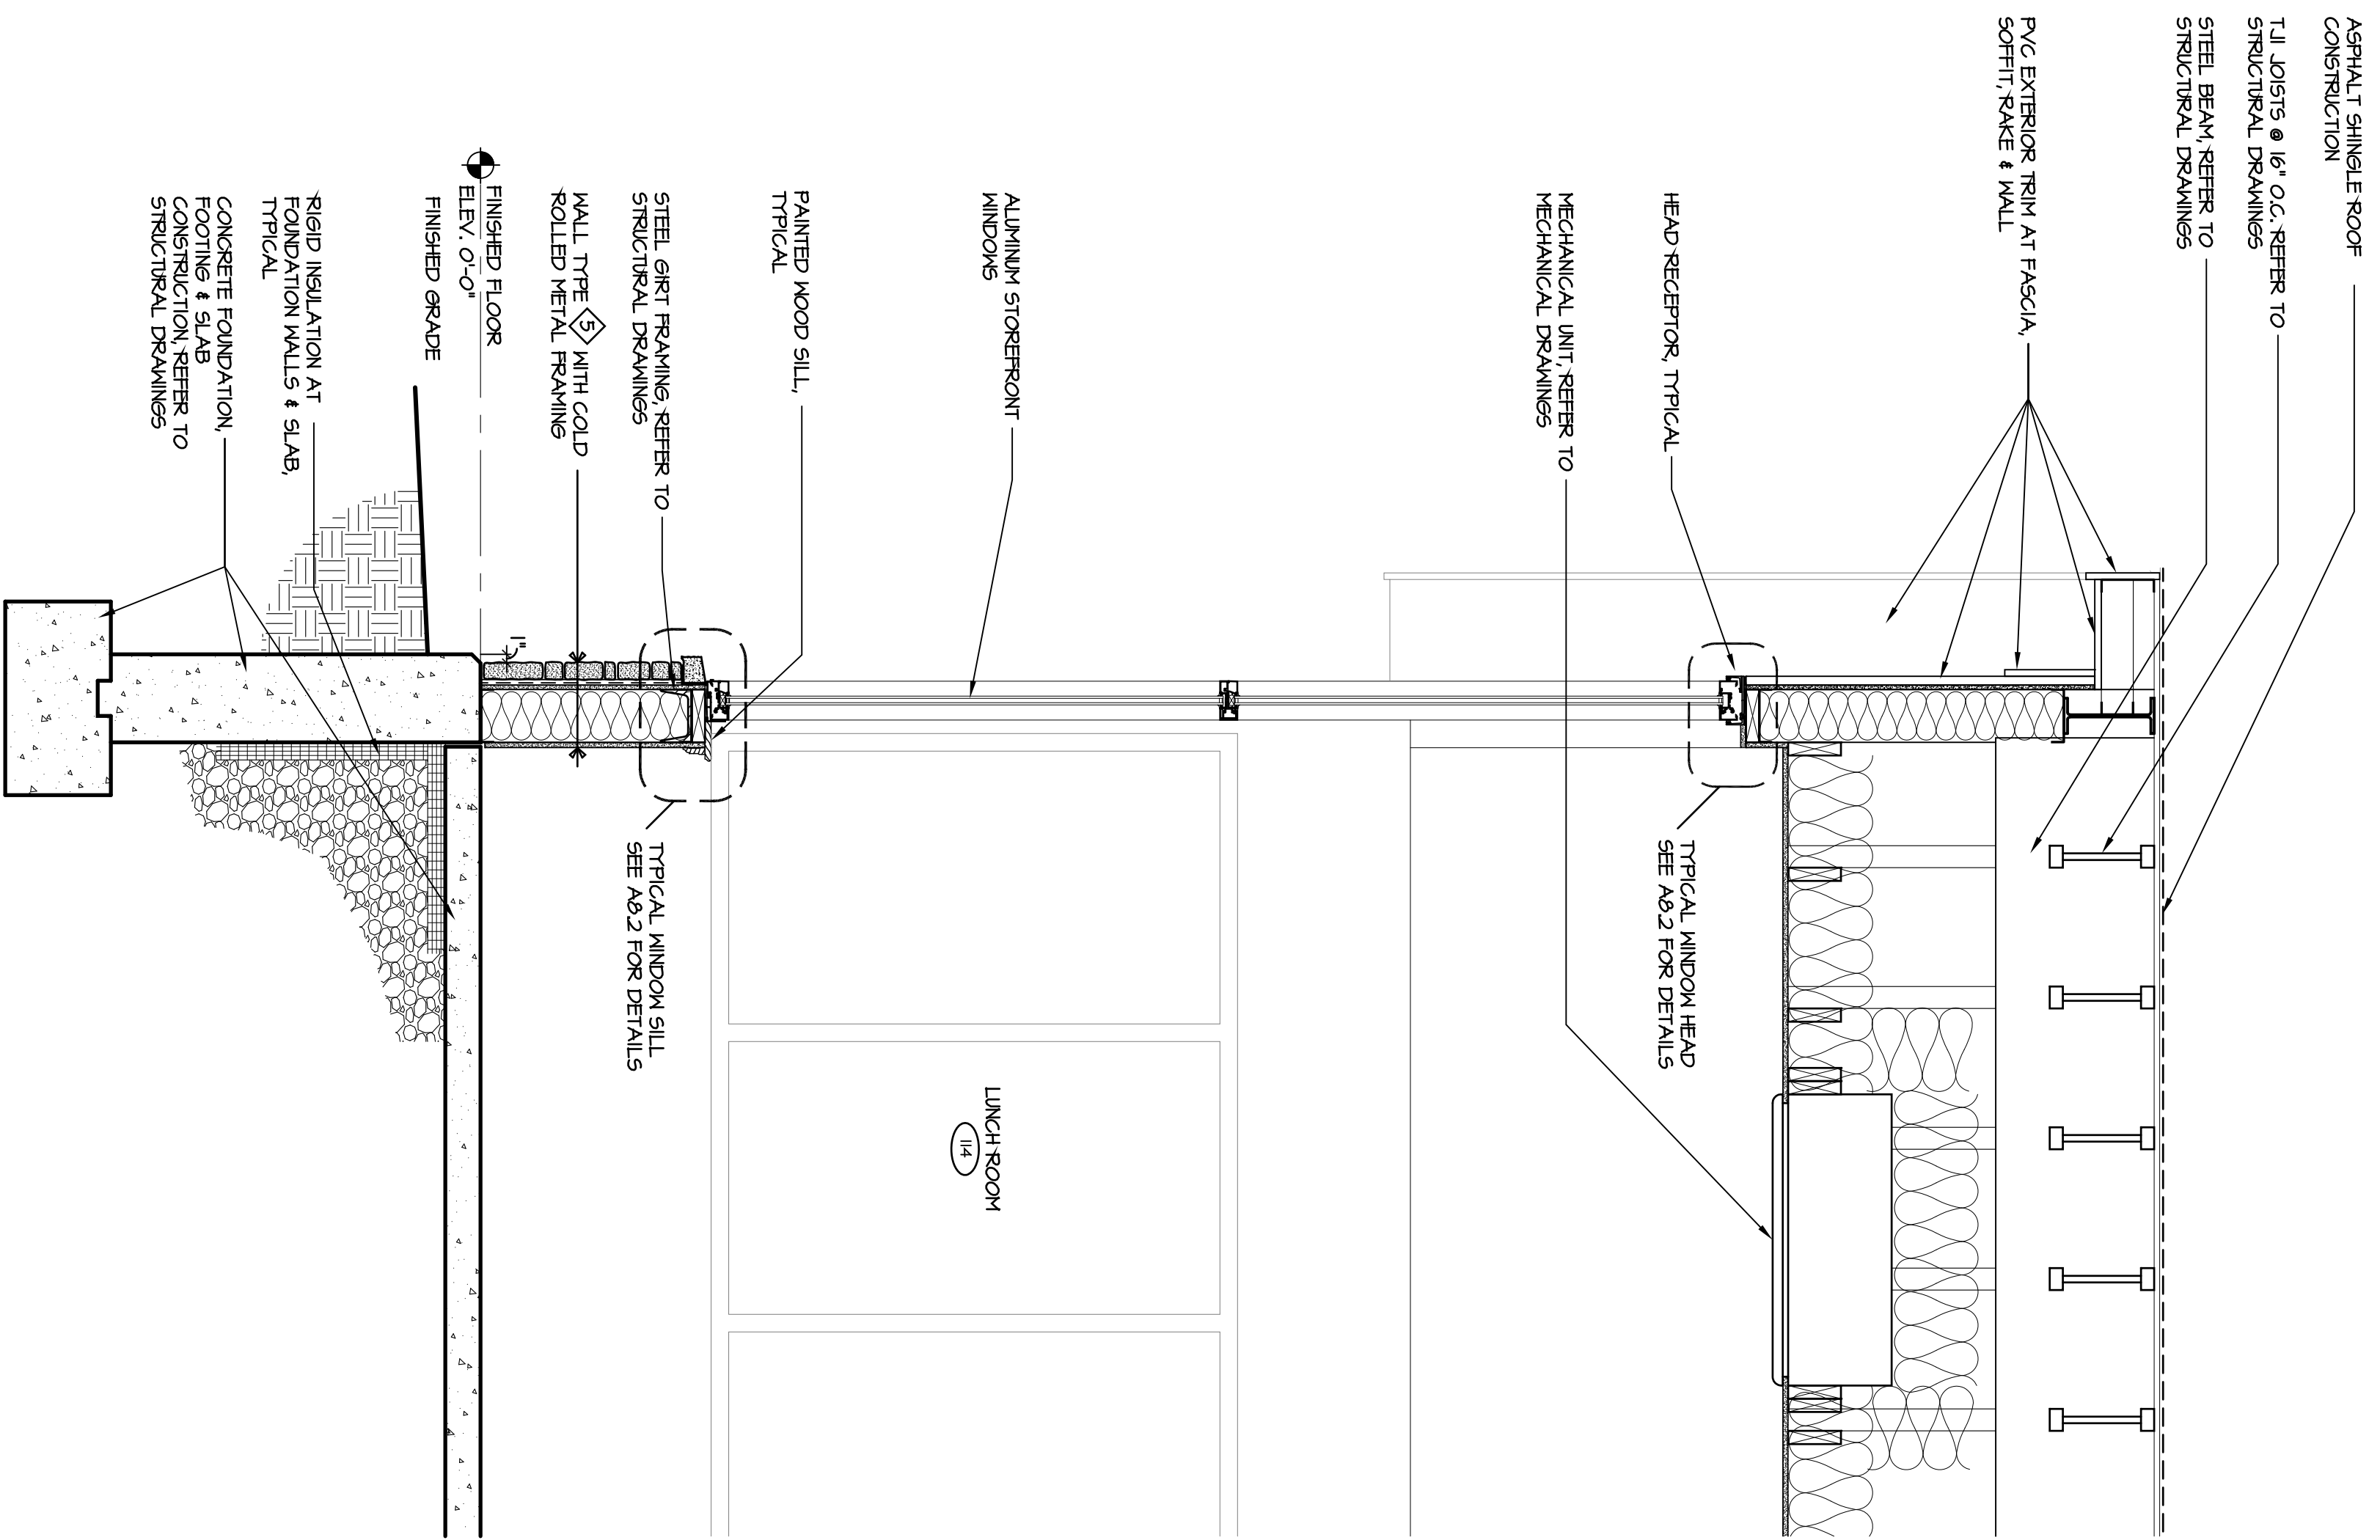 ASPHALT SHINGLE ROOF
CONSTRUCTION
TJI JOISTS @ 16" O.C. REFER TO
STRUCTURAL DRAWINGS
STEEL BEAM, REFER TO
STRUCTURAL DRAWINGS
PVC EXTERIOR TRIM AT FASCIA,
SOFFIT, RAKE & WALL
HEAD RECEPTOR, TYPICAL
MECHANICAL UNIT, REFER TO
MECHANICAL DRAWINGS
TYPICAL WINDOW HEAD
SEE A8.2 FOR DETAILS
ALUMINUM STOREFRONT
WINDOWS
LUNCH ROOM
114
PAINTED WOOD SILL,
TYPICAL
STEEL GIRT FRAMING, REFER TO
STRUCTURAL DRAWINGS
TYPICAL WINDOW SILL
SEE A8.2 FOR DETAILS
WALL TYPE 5 WITH COLD
ROLLED METAL FRAMING
1"
FINISHED FLOOR
ELEV. 0'-0"
FINISHED GRADE
RIGID INSULATION AT
FOUNDATION WALLS & SLAB,
TYPICAL
CONCRETE FOUNDATION,
FOOTING & SLAB
CONSTRUCTION, REFER TO
STRUCTURAL DRAWINGS